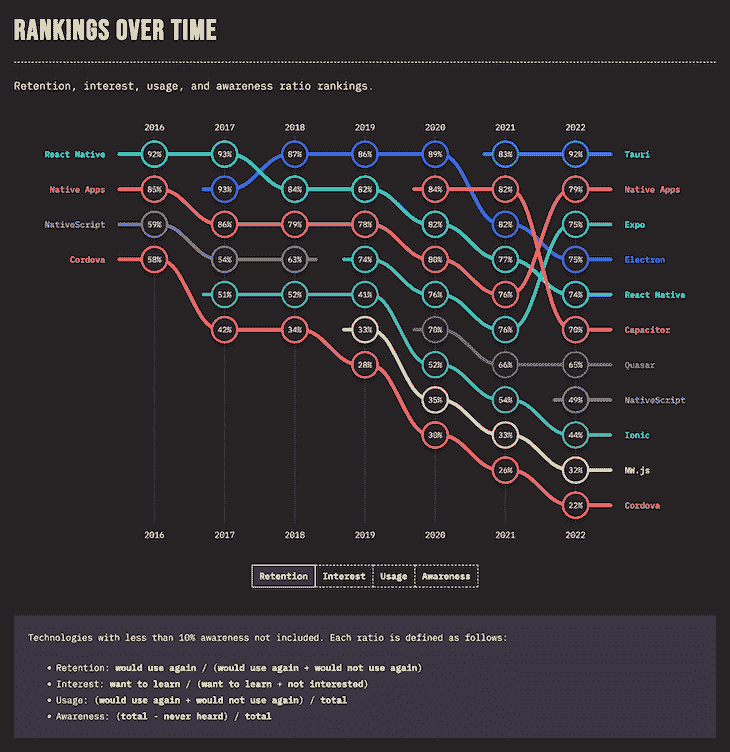 RANKINGS OVER TIME
Retention, interest, usage, and awareness ratio rankings.
2016 2017 2018 2019 2020 2021 2022
React Native 92% 93% 87% 86% 89% 83% 92% Tauri
Native Apps 85% 93% 84% 82% 84% 82% 79% Native Apps
NativeScript 59% 86% 79% 78% 82% 82% 75% Expo
Cordova 58% 54% 63% 74% 80% 77% 75% Electron
51% 52% 41% 76% 76% 74% React Native
42% 34% 33% 70% 76% 70% Capacitor
28% 52% 66% 65% Quasar
35% 54% 49% NativeScript
30% 33% 44% Ionic
26% 32% NW.js
22% Cordova
2016 2017 2018 2019 2020 2021 2022
Retention Interest Usage Awareness
Technologies with less than 10% awareness not included. Each ratio is defined as follows:
• Retention: would use again / (would use again + would not use again)
• Interest: want to learn / (want to learn + not interested)
• Usage: (would use again + would not use again) / total
• Awareness: (total - never heard) / total